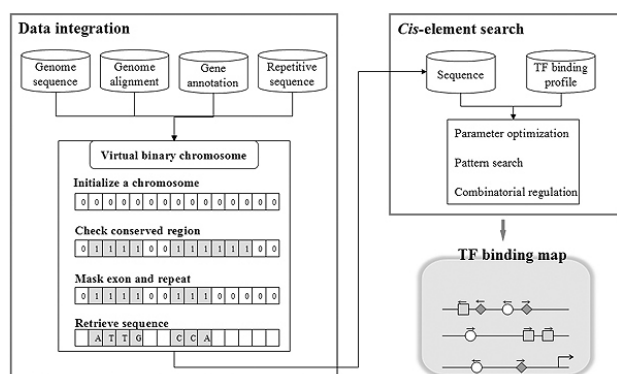 Data integration
Genome sequence
Genome alignment
Gene annotation
Repetitive sequence
Virtual binary chromosome
Initialize a chromosome
0 0 0 0 0 0 0 0 0 0 0 0 0 0 0
Check conserved region
0 1 1 1 1 0 0 1 1 1 1 1 1 0 0
Mask exon and repeat
0 1 1 1 1 0 0 1 1 1 0 0 0 0 0
Retrieve sequence
A T T G C C A
Cis-element search
Sequence
TF binding profile
Parameter optimization
Pattern search
Combinatorial regulation
TF binding map